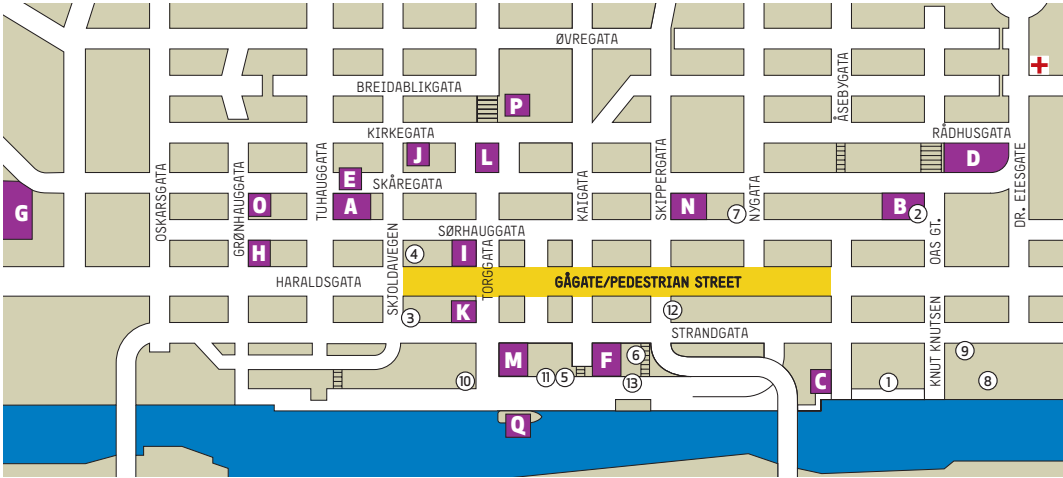 ØVREGATA
BREIDABLIKGATA
P
ÅSEBYGATA
KIRKEGATA
RÅDHUSGATA
J
L
D
E
SKÅREGATA
TUHAUGGATA
G
OSKARSGATA
GRØNHAUGGATA
O
A
KAIGATA
SKIPPERGATA
N
7
NYGATA
B
2
OAS GT.
DR. EIESGATE
SØRHAUGGATA
H
SKJOLDAVEGEN
4
I
TORGGATA
HARALDSGATA
GÅGATE/PEDESTRIAN STREET
3
K
12
STRANDGATA
KNUT KNUTSEN
M
F
6
9
10
11
5
13
C
1
8
Q